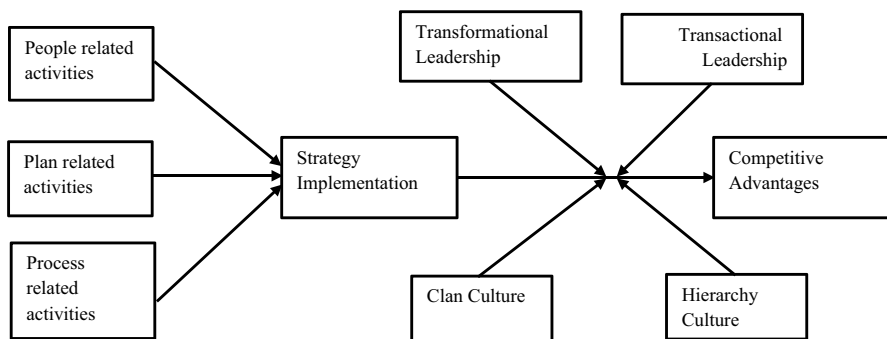 People related
activities
Transformational
Leadership
Transactional
Leadership
Plan related
activities
Strategy
Implementation
Competitive
Advantages
Process
related
activities
Clan Culture
Hierarchy
Culture